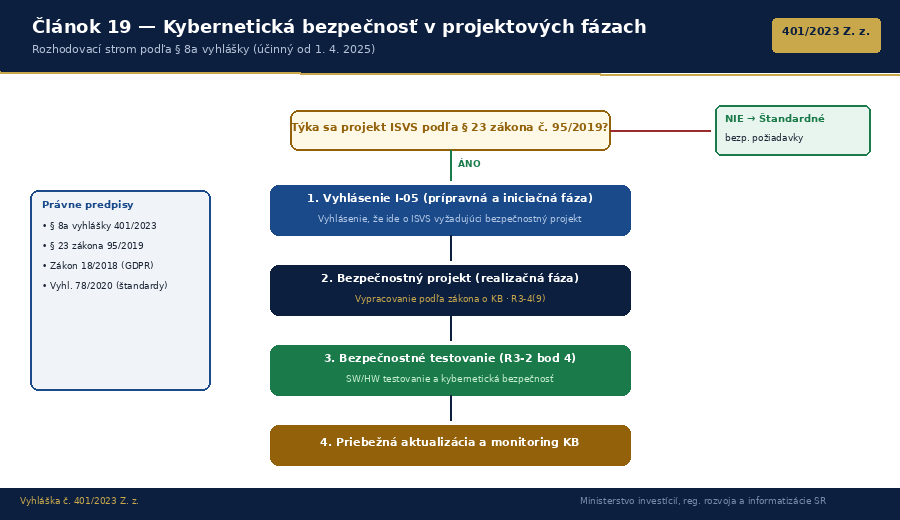 Článok 19 — Kybernetická bezpečnosť v projektových fázach
Rozhodovací strom podľa § 8a vyhlášky (účinný od 1. 4. 2025)
401/2023 Z. z.
Týka sa projekt ISVS podľa § 23 zákona č. 95/2019?
NIE → Štandardné
bezp. požiadavky
ÁNO
Právne predpisy
• § 8a vyhlášky 401/2023
• § 23 zákona 95/2019
• Zákon 18/2018 (GDPR)
• Vyhl. 78/2020 (štandardy)
1. Vyhlásenie I-05 (prípravná a iniciačná fáza)
Vyhlásenie, že ide o ISVS vyžadujúci bezpečnostný projekt
2. Bezpečnostný projekt (realizačná fáza)
Vypracovanie podľa zákona o KB · R3-4(9)
3. Bezpečnostné testovanie (R3-2 bod 4)
SW/HW testovanie a kybernetická bezpečnosť
4. Priebežná aktualizácia a monitoring KB
Vyhláška č. 401/2023 Z. z.
Ministerstvo investícií, reg. rozvoja a informatizácie SR